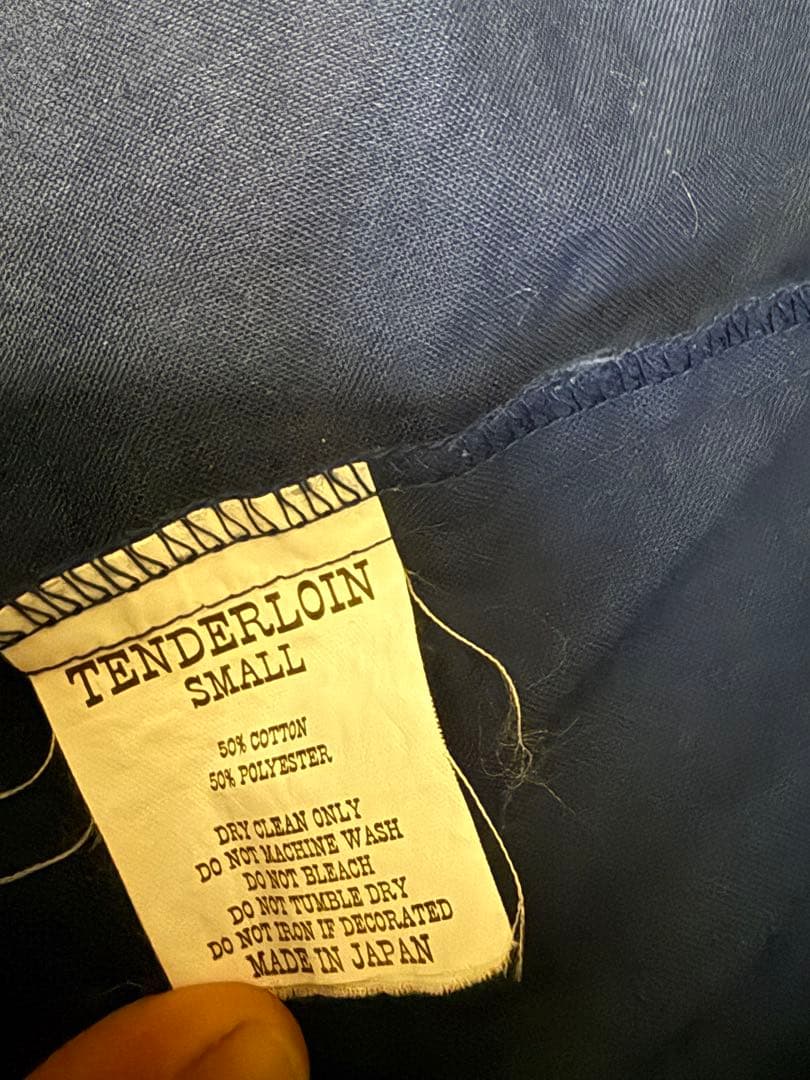 TENDERLOIN
SMALL
50% COTTON
50% POLYESTER
DRY CLEAN ONLY
DO NOT MACHINE WASH
DO NOT BLEACH
DO NOT TUMBLE DRY
DO NOT IRON IF DECORATED
MADE IN JAPAN